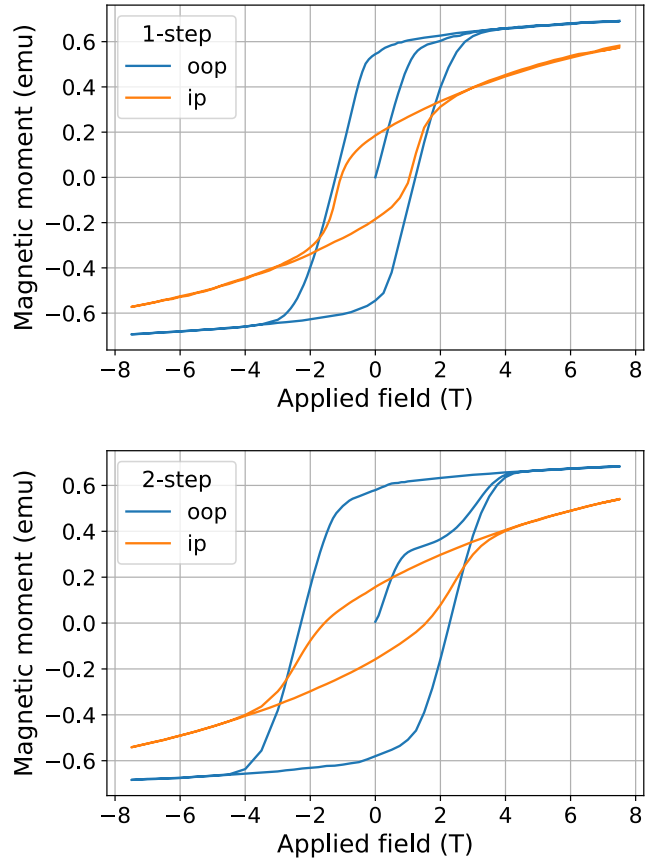 1-step
oop
ip
0.6
0.4
0.2
0.0
−0.2
−0.4
−0.6
Magnetic moment (emu)
−8 −6 −4 −2 0 2 4 6 8
Applied field (T)
2-step
oop
ip
0.6
0.4
0.2
0.0
−0.2
−0.4
−0.6
Magnetic moment (emu)
−8 −6 −4 −2 0 2 4 6 8
Applied field (T)